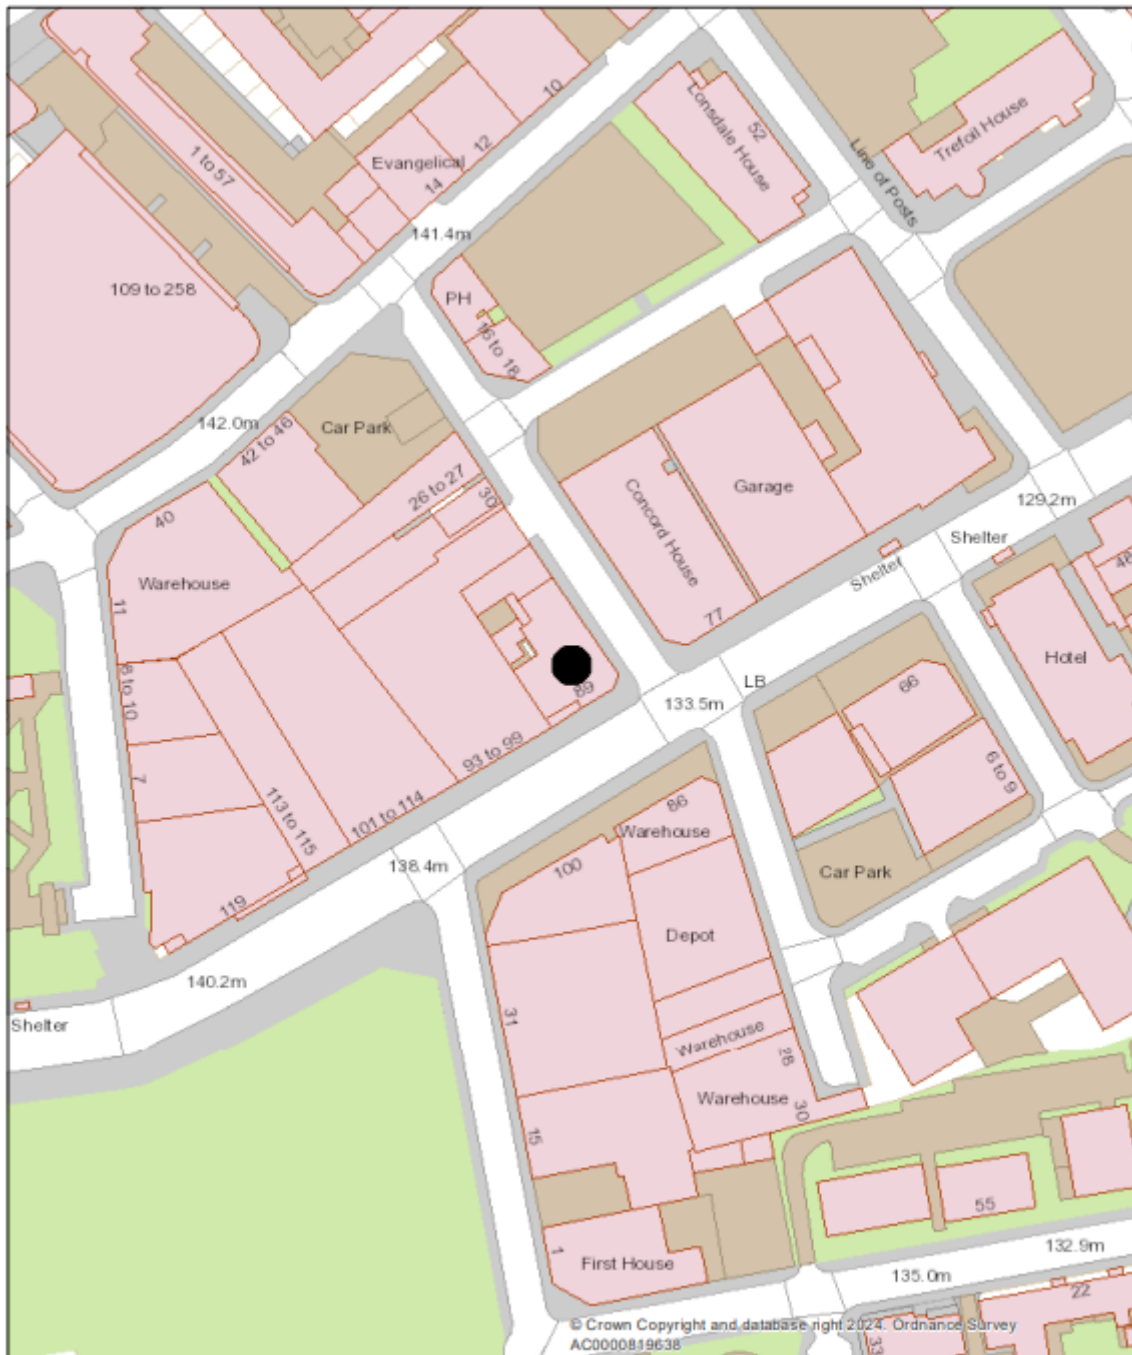 10
12
Evangelical
14
1 to 57
141.4m
109 to 258
Lonsdale House
52
Line of Posts
Trefoil House
PH
16 to 18
142.0m
42 to 46
Car Park
26 to 27
30
40
Warehouse
11
8 to 10
7
Concord House
Garage
77
129.2m
Shelter
Shelter
48
Hotel
89
LB
133.5m
66
6 to 9
93 to 99
101 to 114
113 to 115
119
138.4m
140.2m
Shelter
86
Warehouse
100
Car Park
Depot
31
Warehouse
28
Warehouse
30
15
55
1
First House
132.9m
135.0m
22
33
© Crown Copyright and database right 2024. Ordnance Survey
AC0000819638